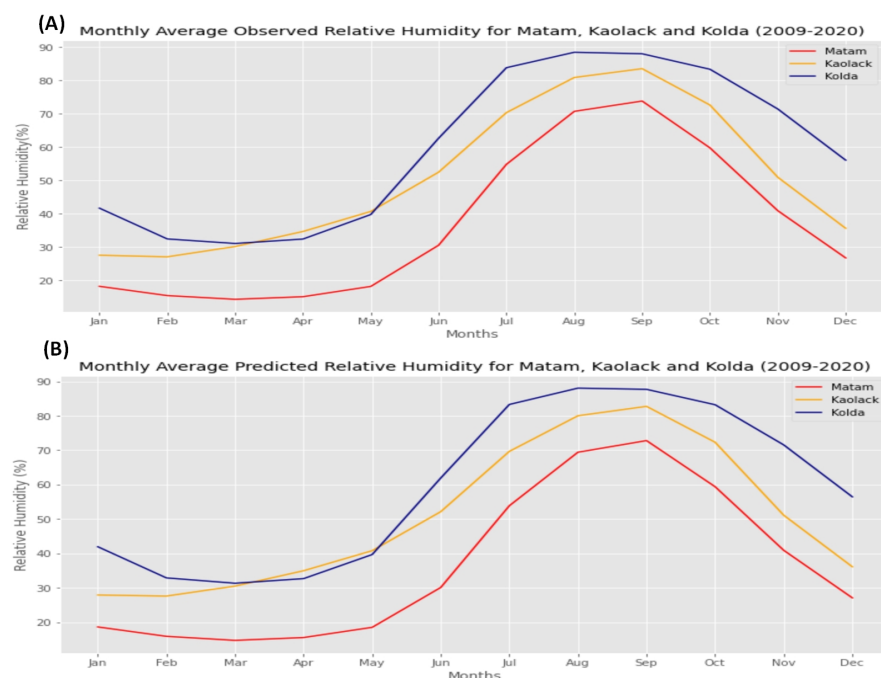 (A)
Monthly Average Observed Relative Humidity for Matam, Kaolack and Kolda (2009-2020)
Matam
Kaolack
Kolda
Relative Humidity(%)
90
80
70
60
50
40
30
20
Jan Feb Mar Apr May Jun Jul Aug Sep Oct Nov Dec
Months
(B)
Monthly Average Predicted Relative Humidity for Matam, Kaolack and Kolda (2009-2020)
Matam
Kaolack
Kolda
Relative Humidity (%)
90
80
70
60
50
40
30
20
Jan Feb Mar Apr May Jun Jul Aug Sep Oct Nov Dec
Months